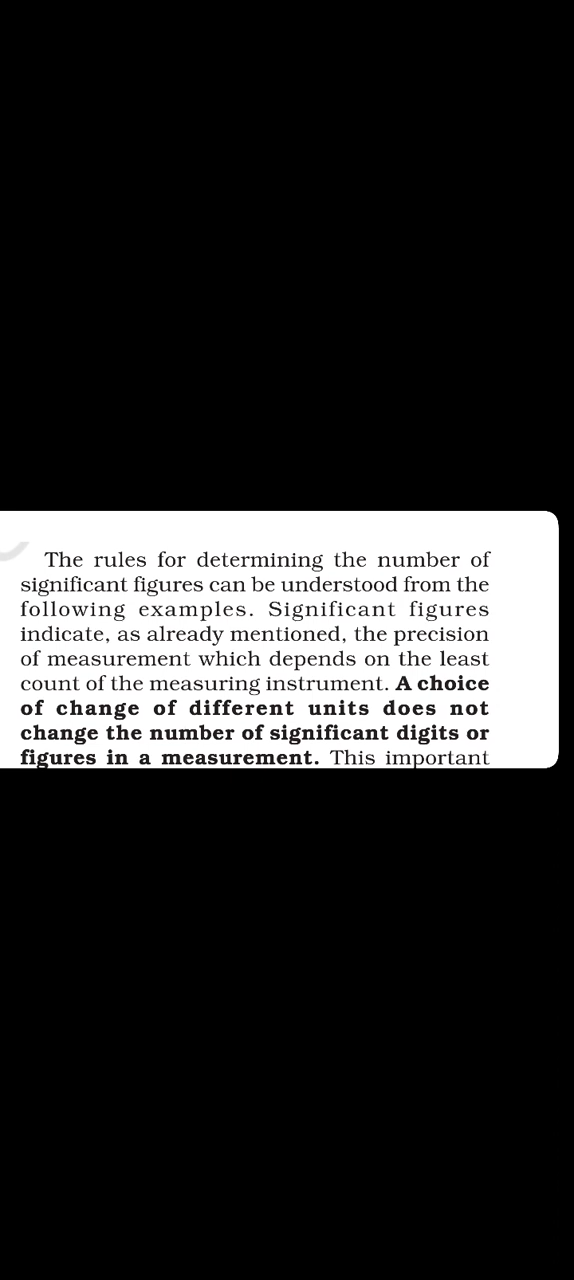 The rules for determining the number of
significant figures can be understood from the
following examples. Significant figures
indicate, as already mentioned, the precision
of measurement which depends on the least
count of the measuring instrument. A choice
of change of different units does not
change the number of significant digits or
figures in a measurement. This important